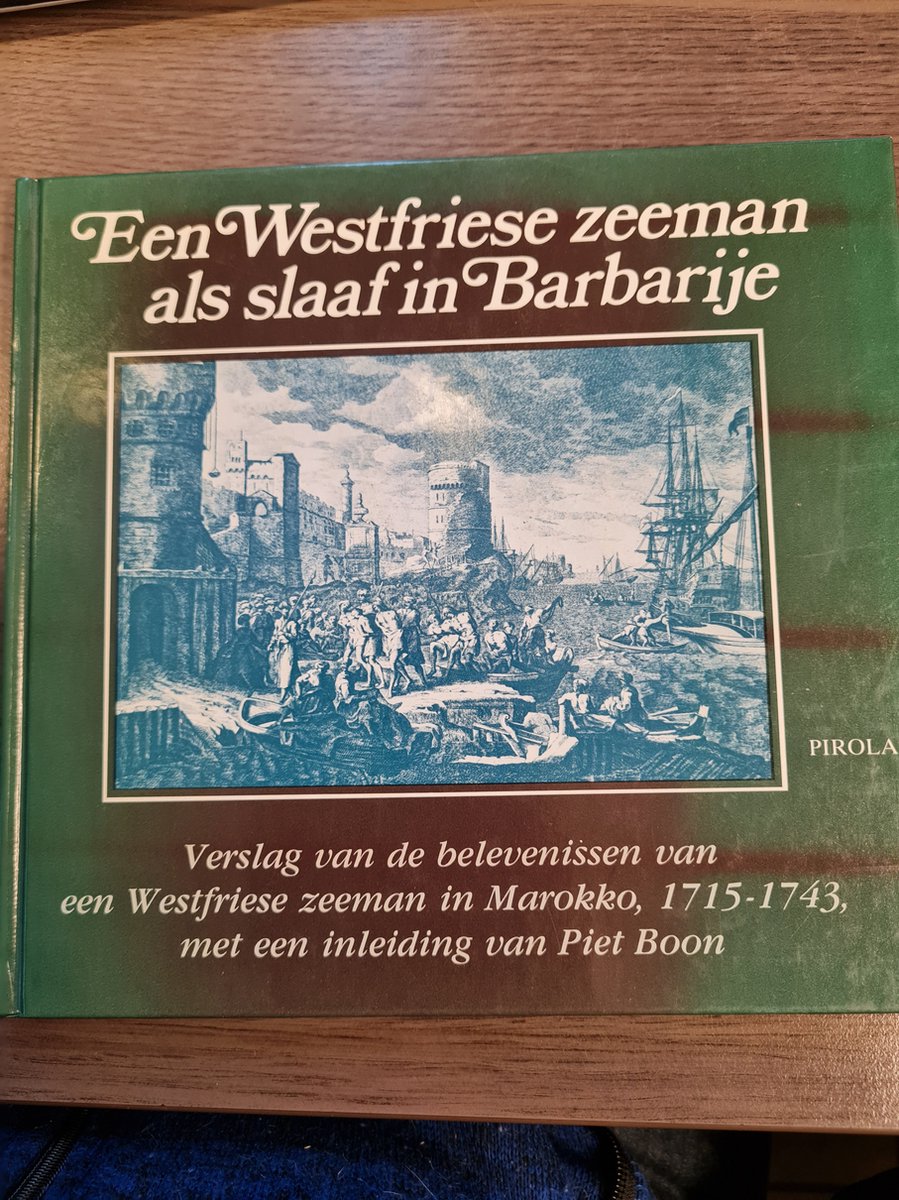 Een Westfriese zeeman
als slaaf in Barbarije
PIROLA
Verslag van de belevenissen van
een Westfriese zeeman in Marokko, 1715-1743,
met een inleiding van Piet Boon